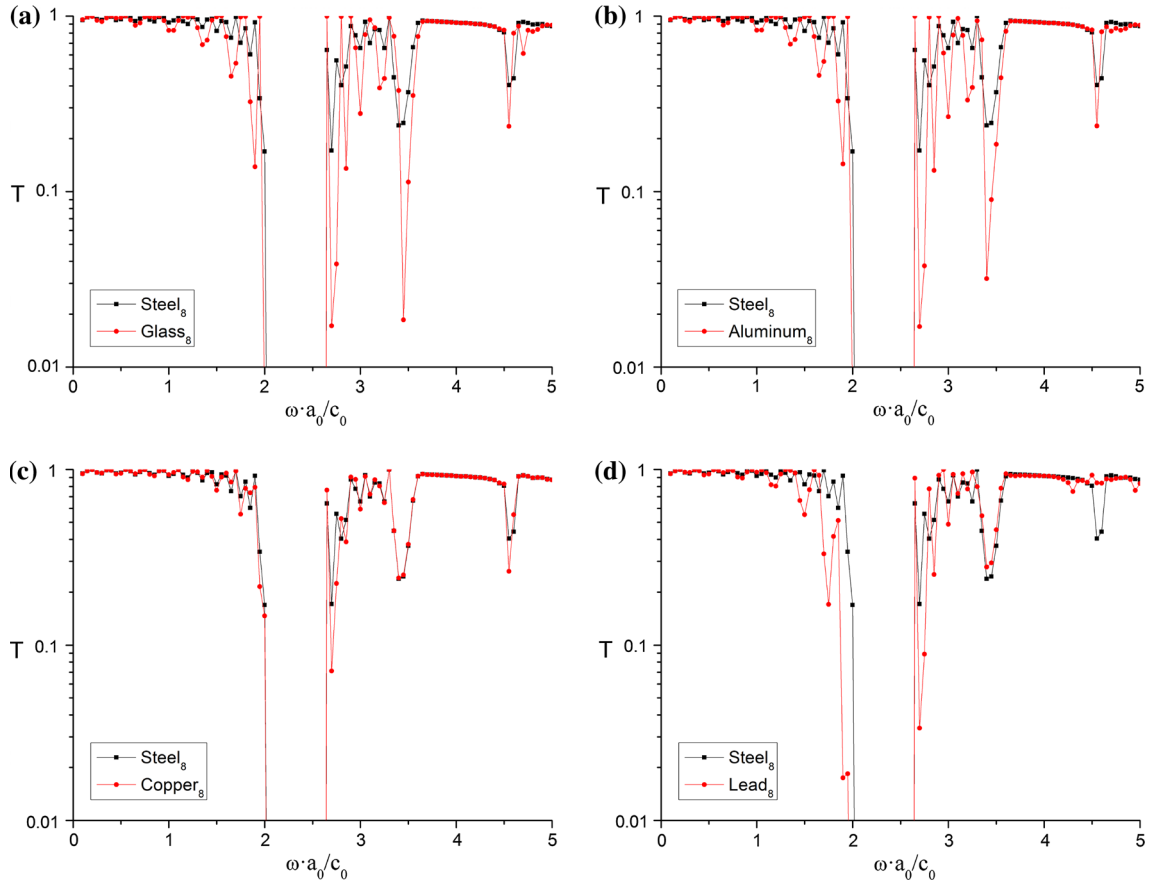 (a)
1
0.1
0.01
T
Steel₈
Glass₈
0 1 2 3 4 5
ω·a₀/c₀
(b)
1
0.1
0.01
T
Steel₈
Aluminum₈
0 1 2 3 4 5
ω·a₀/c₀
(c)
1
0.1
0.01
T
Steel₈
Copper₈
0 1 2 3 4 5
ω·a₀/c₀
(d)
1
0.1
0.01
T
Steel₈
Lead₈
0 1 2 3 4 5
ω·a₀/c₀